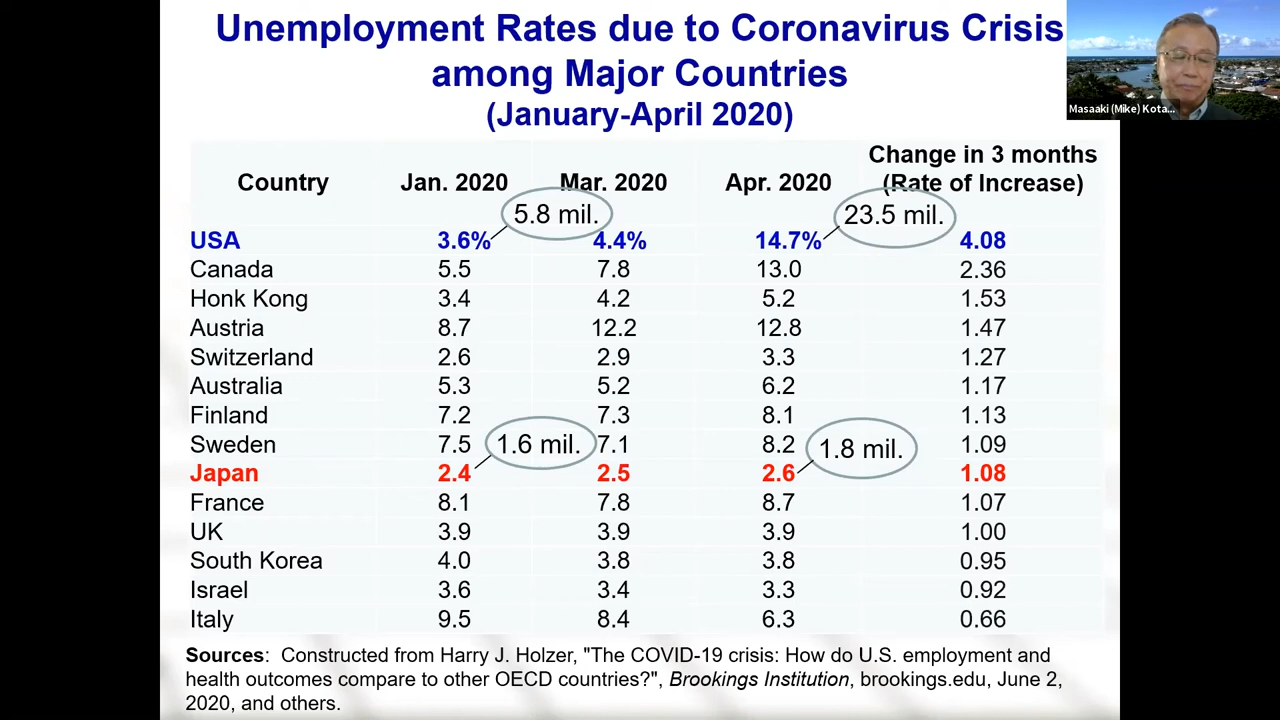 Unemployment Rates due to Coronavirus Crisis
among Major Countries
(January-April 2020)
Masaaki (Mike) Kota...
Country Jan. 2020 Mar. 2020 Apr. 2020 Change in 3 months (Rate of Increase)
5.8 mil. 23.5 mil.
USA 3.6% 4.4% 14.7% 4.08
Canada 5.5 7.8 13.0 2.36
Honk Kong 3.4 4.2 5.2 1.53
Austria 8.7 12.2 12.8 1.47
Switzerland 2.6 2.9 3.3 1.27
Australia 5.3 5.2 6.2 1.17
Finland 7.2 7.3 8.1 1.13
Sweden 7.5 7.1 8.2 1.09
1.6 mil. 1.8 mil.
Japan 2.4 2.5 2.6 1.08
France 8.1 7.8 8.7 1.07
UK 3.9 3.9 3.9 1.00
South Korea 4.0 3.8 3.8 0.95
Israel 3.6 3.4 3.3 0.92
Italy 9.5 8.4 6.3 0.66
Sources: Constructed from Harry J. Holzer, "The COVID-19 crisis: How do U.S. employment and
health outcomes compare to other OECD countries?", Brookings Institution, brookings.edu, June 2,
2020, and others.